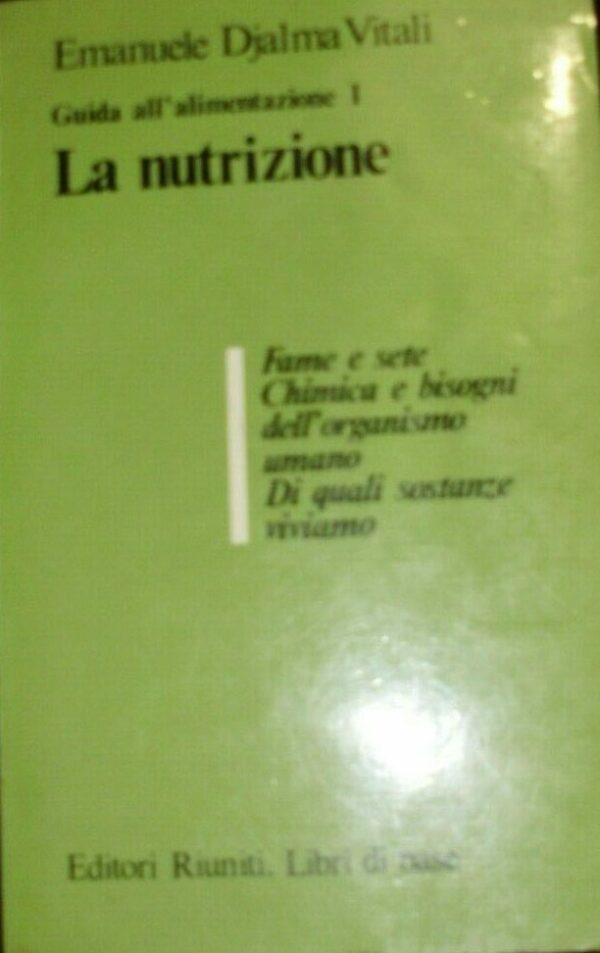 Emanuele Djalma Vitali
Guida all'alimentazione 1
La nutrizione
Fame e sete
Chimica e bisogni
dell'organismo
umano
Di quali sostanze
viviamo
Editori Riuniti. Libri di base